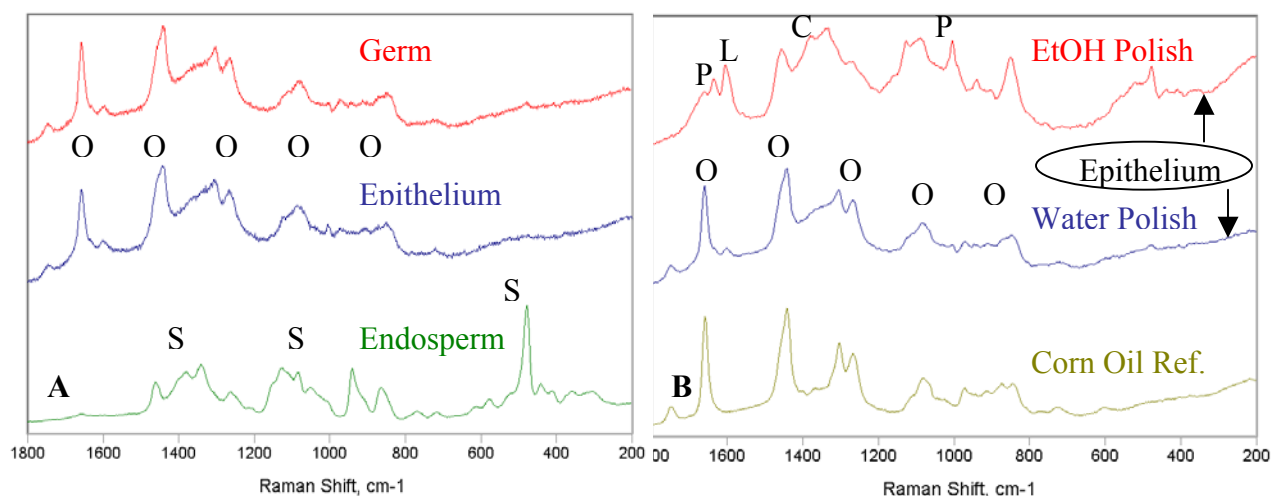 Germ
O O O O O
Epithelium
S
S S Endosperm
A
1800 1600 1400 1200 1000 800 600 400 200
Raman Shift, cm-1
C P EtOH Polish
P L
O
O O Epithelium
O O Water Polish
Corn Oil Ref.
B
00 1600 1400 1200 1000 800 600 400 200
Raman Shift, cm-1